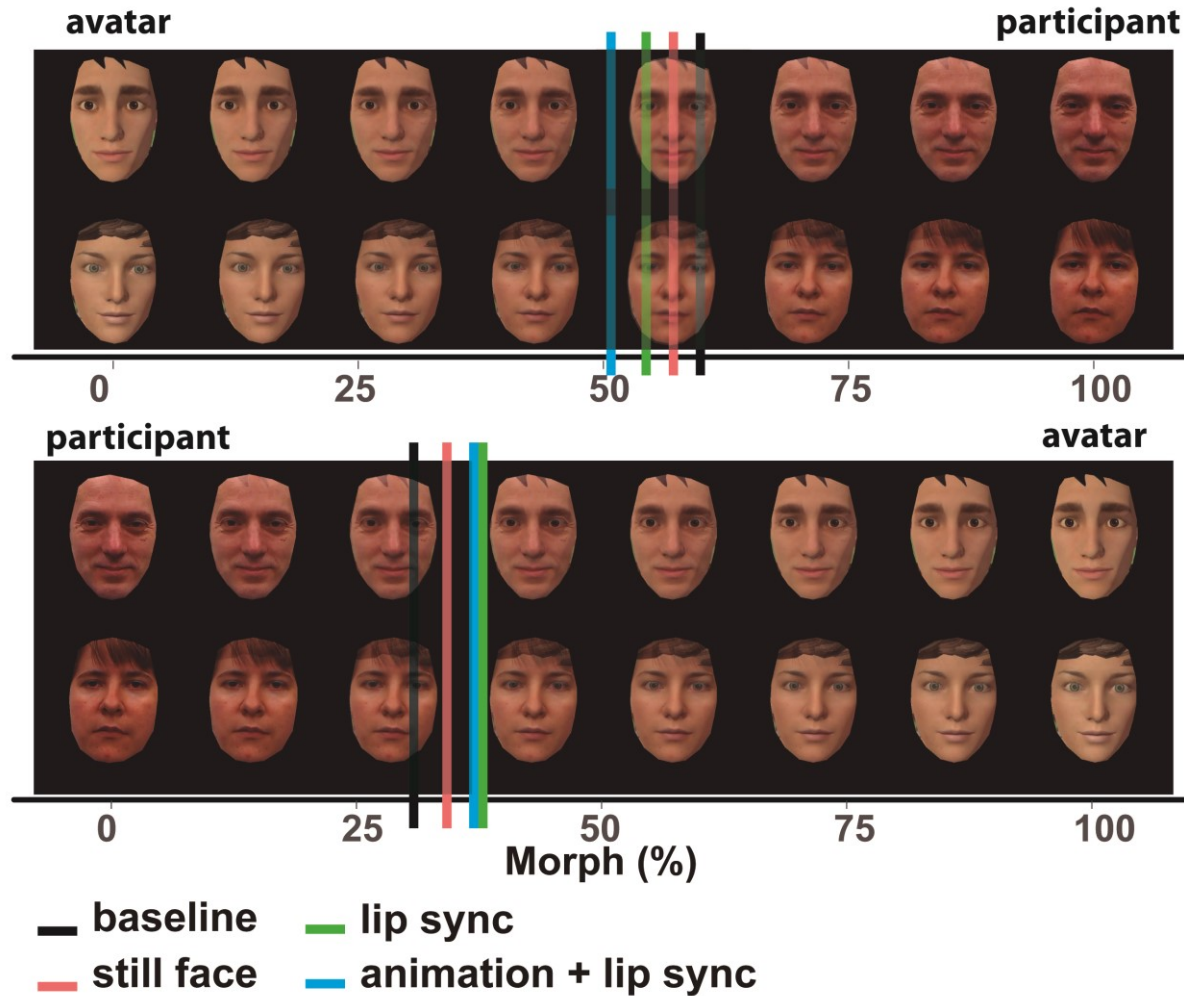 avatar participant
0 25 50 75 100
participant avatar
0 25 50 75 100
Morph (%)
baseline lip sync
still face animation + lip sync